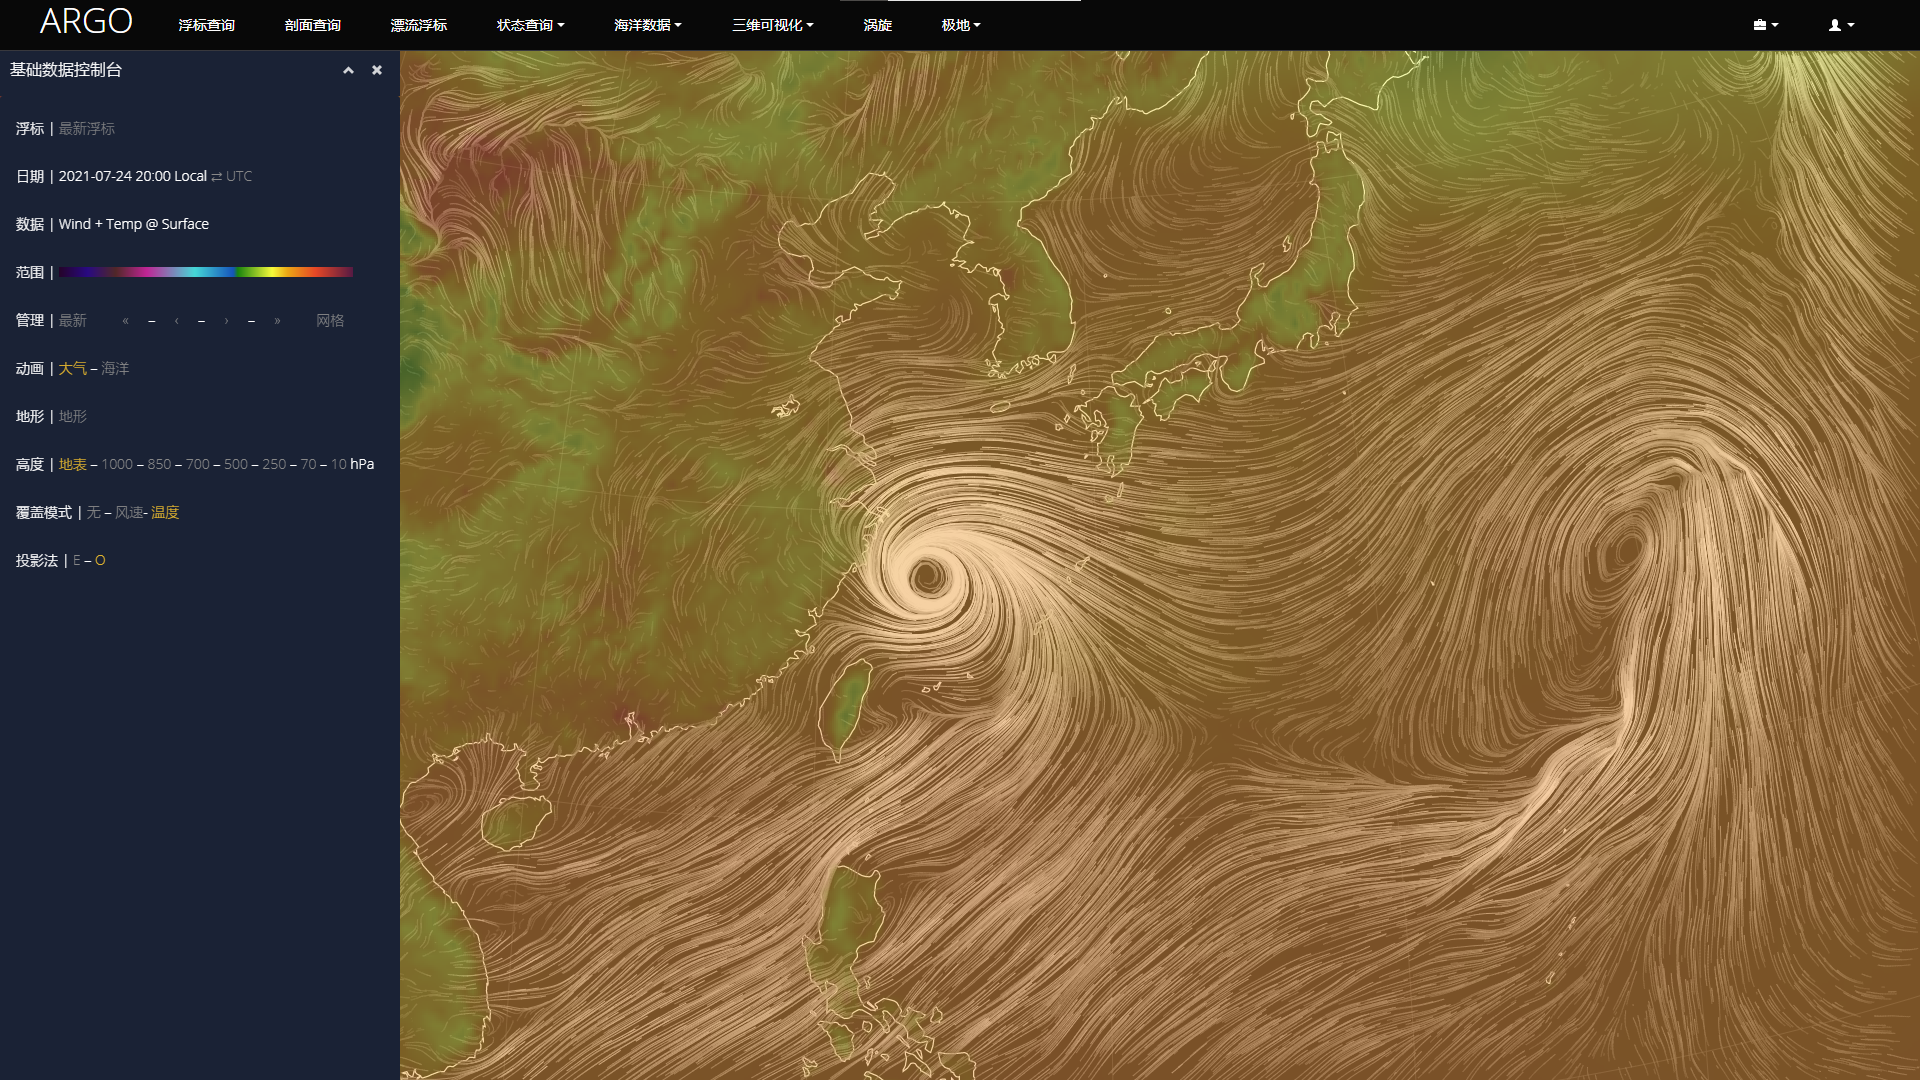 ARGO 浮标查询 剖面查询 漂流浮标 状态查询 海洋数据 三维可视化 涡旋 极地
基础数据控制台
浮标 | 最新浮标
日期 | 2021-07-24 20:00 Local ⇄ UTC
数据 | Wind + Temp @ Surface
范围 |
管理 | 最新 « – ‹ – › – » 网格
动画 | 大气 – 海洋
地形 | 地形
高度 | 地表 – 1000 – 850 – 700 – 500 – 250 – 70 – 10 hPa
覆盖模式 | 无 – 风速- 温度
投影法 | E – O